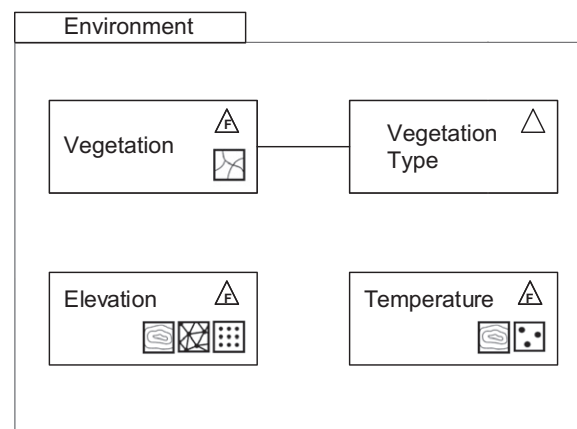 Environment
F
Vegetation
Vegetation
Type
F
Elevation
F
Temperature